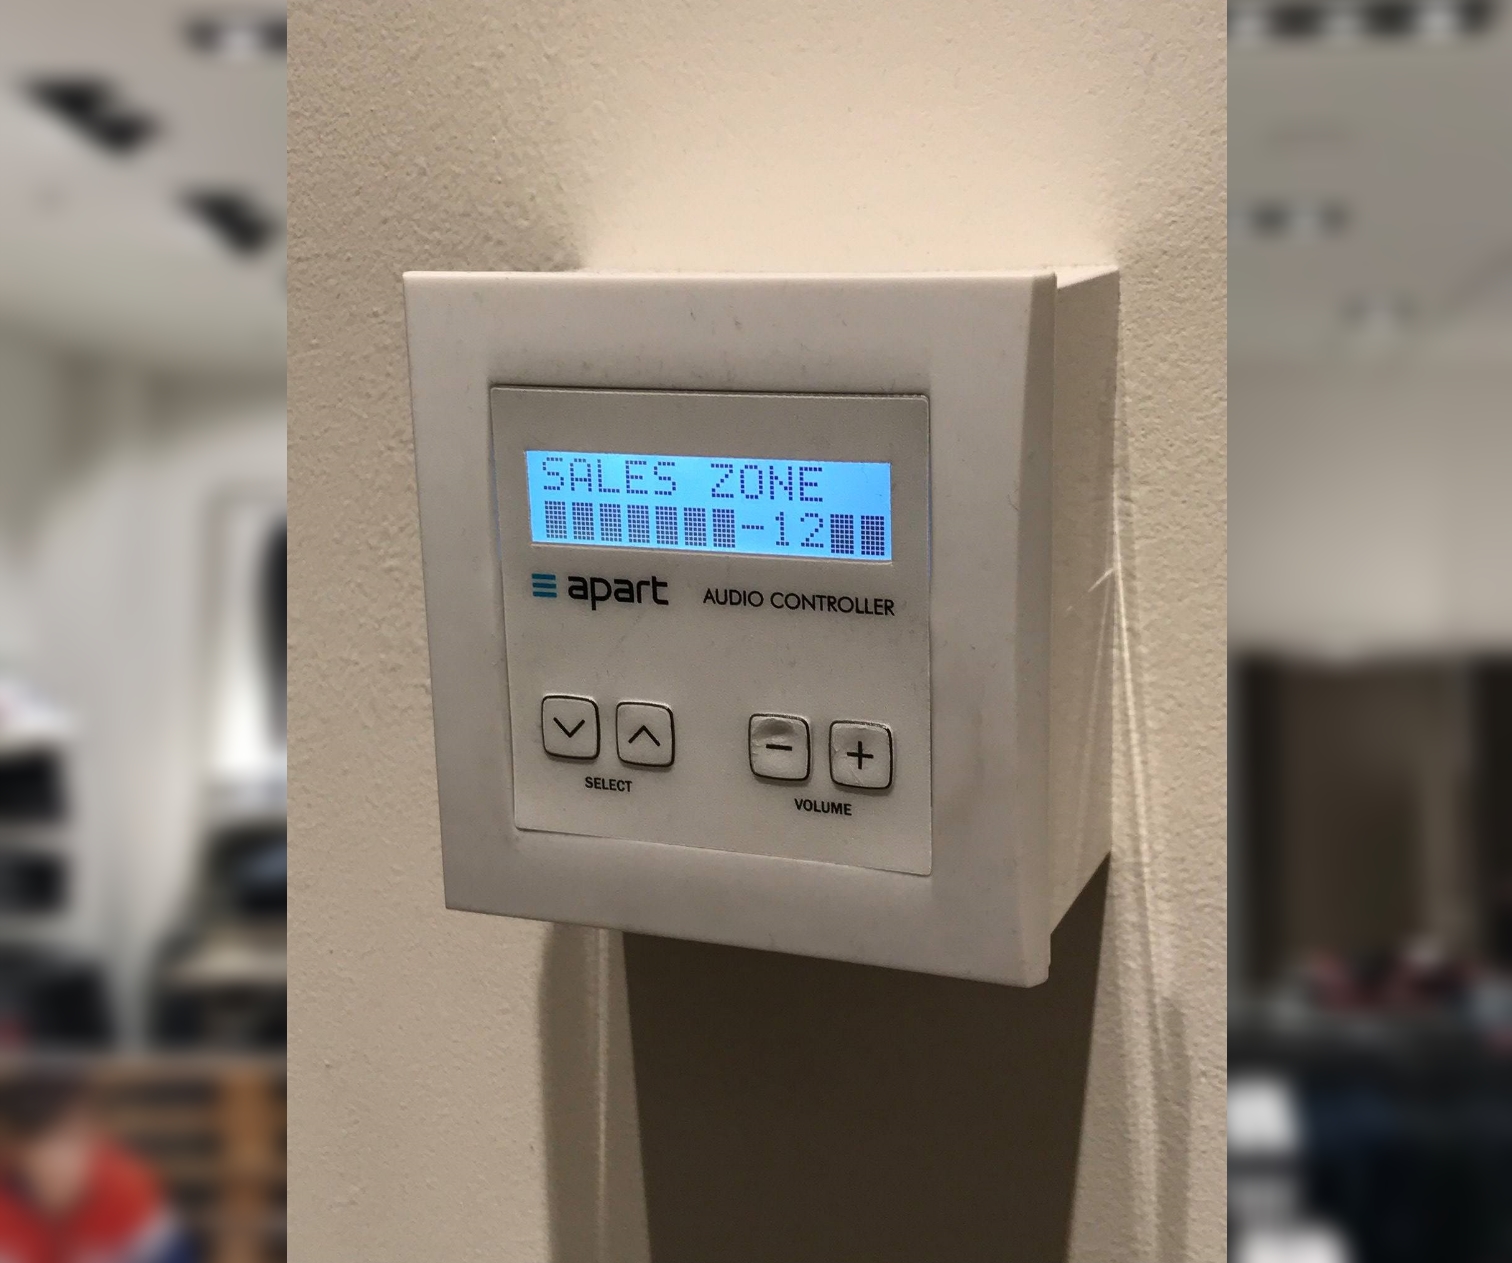 SALES ZONE
-12
apart AUDIO CONTROLLER
SELECT
VOLUME